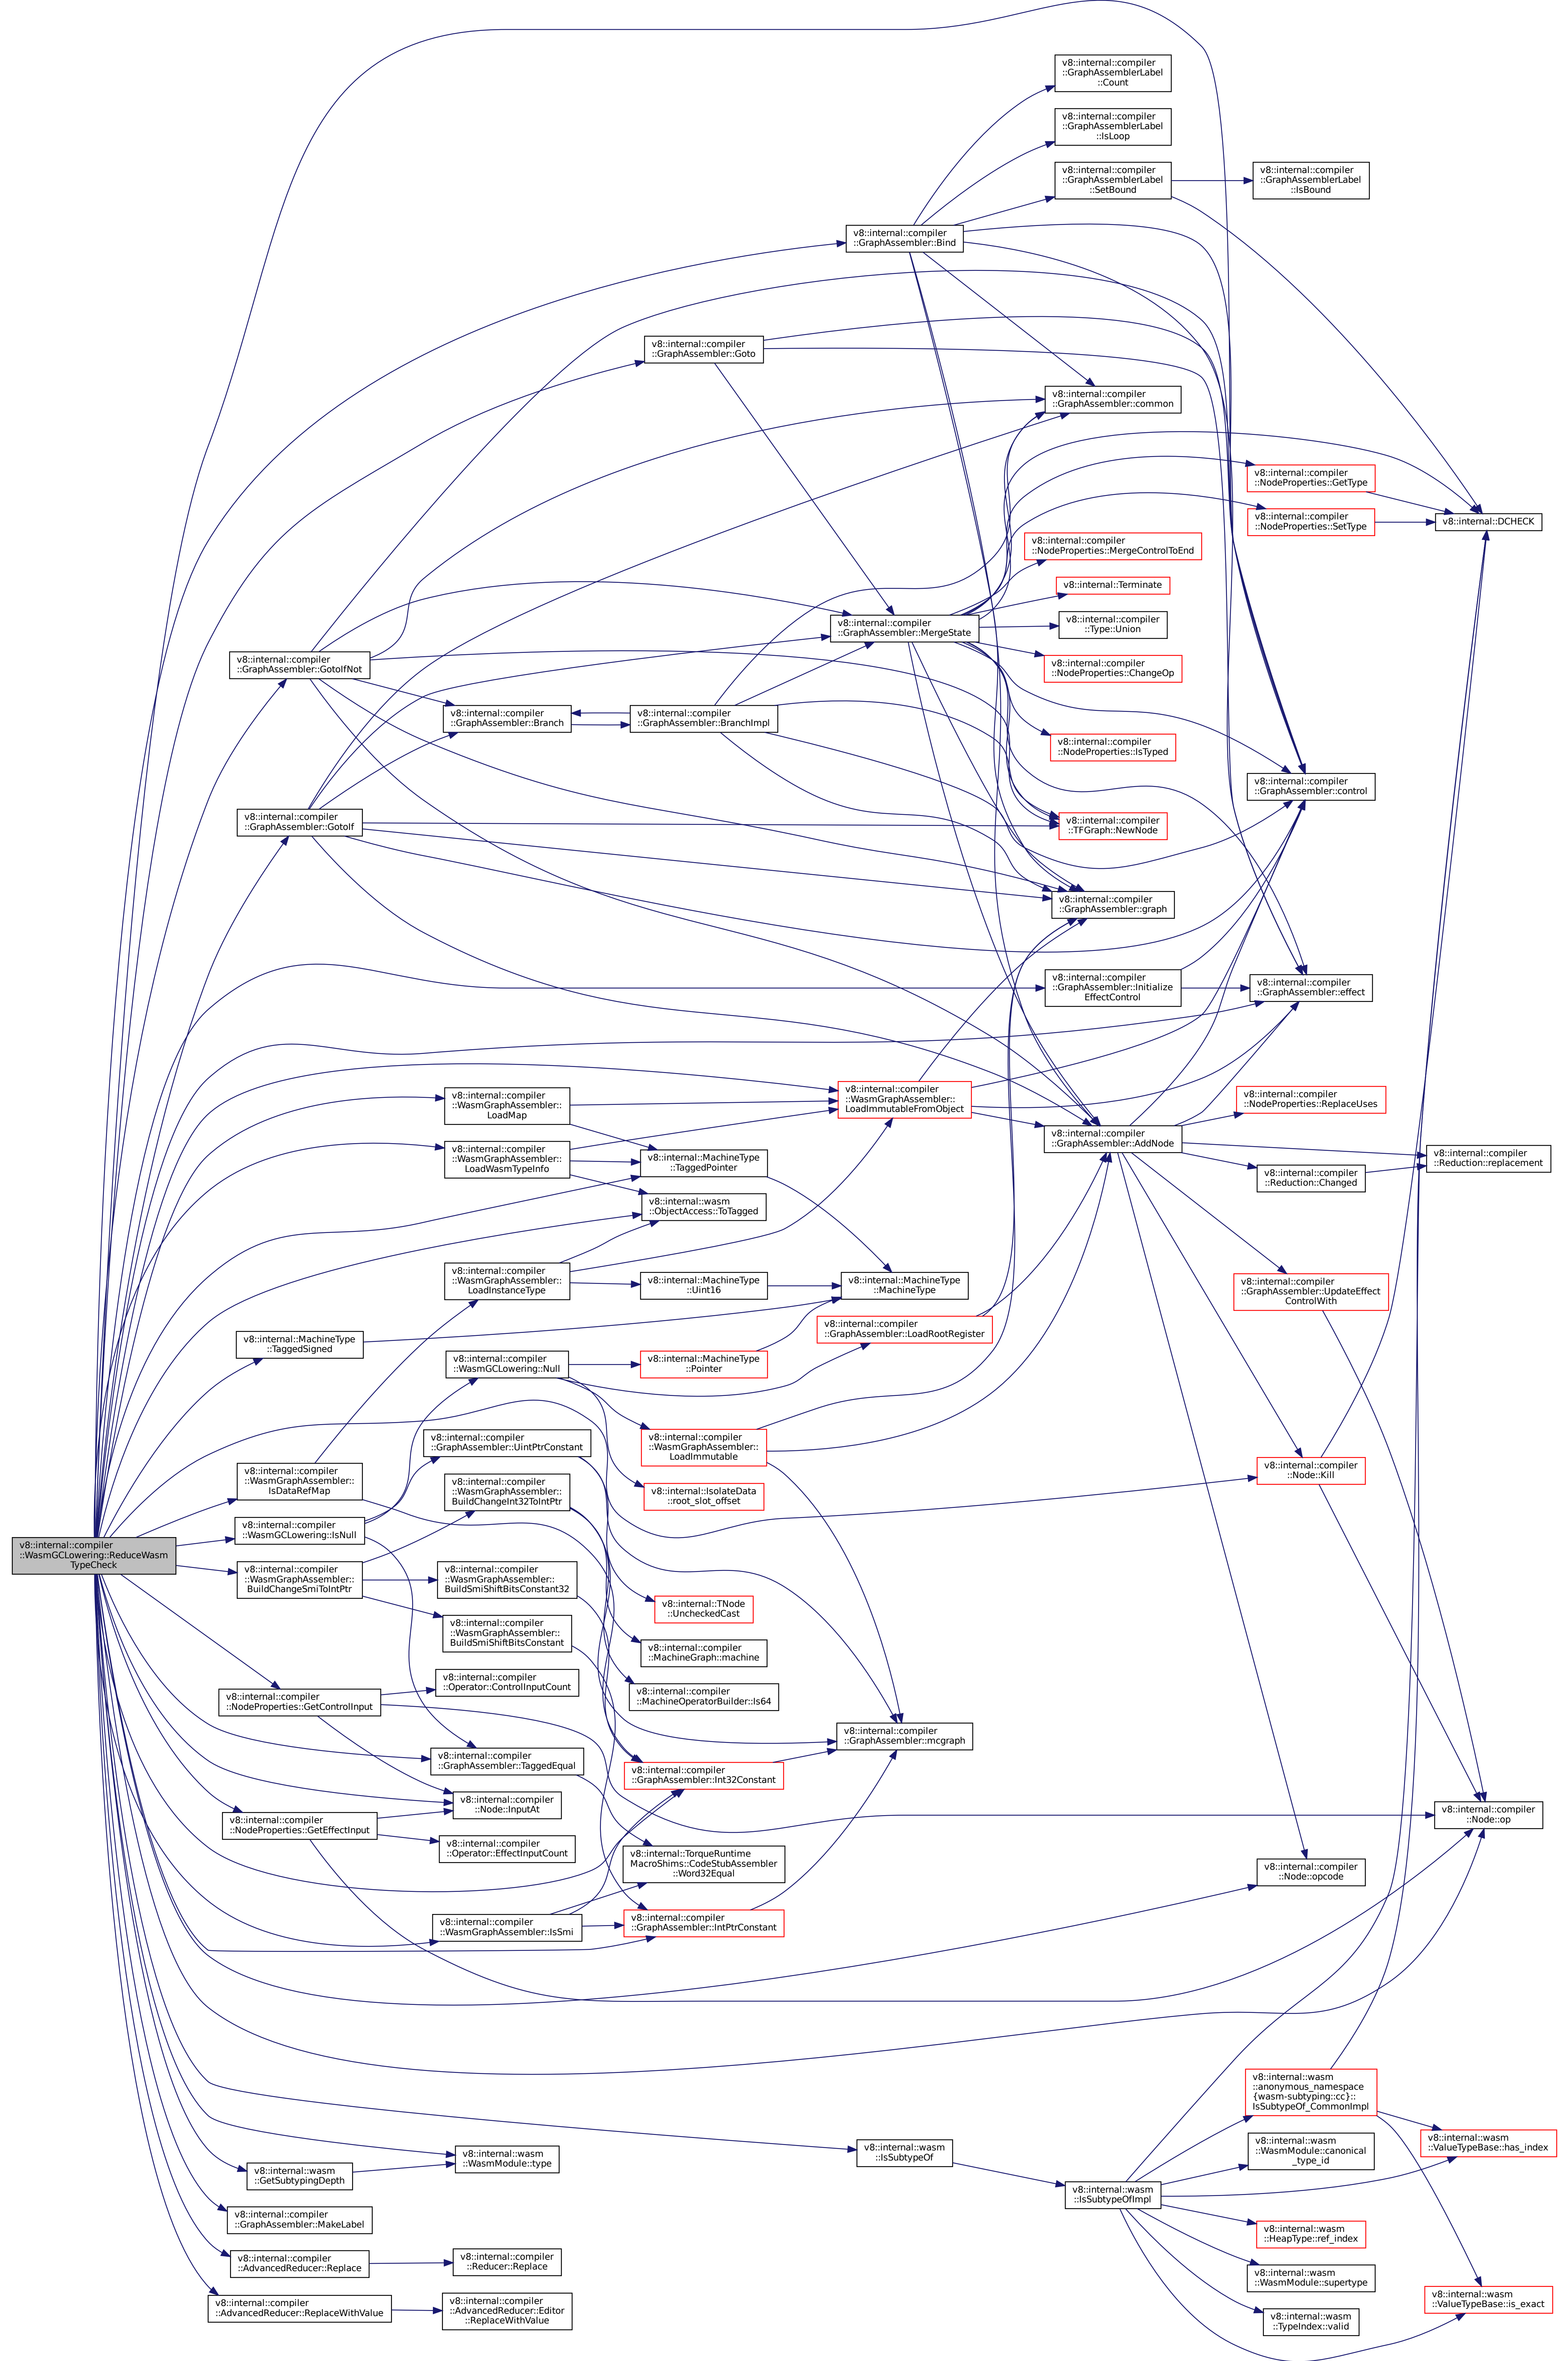 v8::internal::compiler
::GraphAssemblerLabel
::Count
v8::internal::compiler
::GraphAssemblerLabel
::IsLoop
v8::internal::compiler
::GraphAssemblerLabel
::SetBound
v8::internal::compiler
::GraphAssemblerLabel
::IsBound
v8::internal::compiler
::GraphAssembler::Bind
v8::internal::compiler
::GraphAssembler::Goto
v8::internal::compiler
::GraphAssembler::common
v8::internal::compiler
::NodeProperties::GetType
v8::internal::compiler
::NodeProperties::SetType
v8::internal::DCHECK
v8::internal::compiler
::NodeProperties::MergeControlToEnd
v8::internal::Terminate
v8::internal::compiler
::Type::Union
v8::internal::compiler
::GraphAssembler::MergeState
v8::internal::compiler
::NodeProperties::ChangeOp
v8::internal::compiler
::GraphAssembler::GotoIfNot
v8::internal::compiler
::GraphAssembler::Branch
v8::internal::compiler
::GraphAssembler::BranchImpl
v8::internal::compiler
::NodeProperties::IsTyped
v8::internal::compiler
::GraphAssembler::control
v8::internal::compiler
::GraphAssembler::GotoIf
v8::internal::compiler
::TFGraph::NewNode
v8::internal::compiler
::GraphAssembler::graph
v8::internal::compiler
::GraphAssembler::Initialize
EffectControl
v8::internal::compiler
::GraphAssembler::effect
v8::internal::compiler
::WasmGraphAssembler::
LoadMap
v8::internal::compiler
::WasmGraphAssembler::
LoadImmutableFromObject
v8::internal::compiler
::NodeProperties::ReplaceUses
v8::internal::compiler
::WasmGraphAssembler::
LoadWasmTypeInfo
v8::internal::MachineType
::TaggedPointer
v8::internal::compiler
::GraphAssembler::AddNode
v8::internal::compiler
::Reduction::replacement
v8::internal::compiler
::Reduction::Changed
v8::internal::wasm
::ObjectAccess::ToTagged
v8::internal::compiler
::WasmGraphAssembler::
LoadInstanceType
v8::internal::MachineType
::Uint16
v8::internal::MachineType
::MachineType
v8::internal::compiler
::GraphAssembler::UpdateEffect
ControlWith
v8::internal::MachineType
::TaggedSigned
v8::internal::compiler
::GraphAssembler::LoadRootRegister
v8::internal::compiler
::WasmGCLowering::Null
v8::internal::MachineType
::Pointer
v8::internal::compiler
::GraphAssembler::UintPtrConstant
v8::internal::compiler
::WasmGraphAssembler::
LoadImmutable
v8::internal::compiler
::Node::Kill
v8::internal::compiler
::WasmGraphAssembler::
IsDataRefMap
v8::internal::compiler
::WasmGraphAssembler::
BuildChangeInt32ToIntPtr
v8::internal::IsolateData
::root_slot_offset
v8::internal::compiler
::WasmGCLowering::IsNull
v8::internal::compiler
::WasmGCLowering::ReduceWasm
TypeCheck
v8::internal::compiler
::WasmGraphAssembler::
BuildChangeSmiToIntPtr
v8::internal::compiler
::WasmGraphAssembler::
BuildSmiShiftBitsConstant32
v8::internal::TNode
::UncheckedCast
v8::internal::compiler
::WasmGraphAssembler::
BuildSmiShiftBitsConstant
v8::internal::compiler
::MachineGraph::machine
v8::internal::compiler
::Operator::ControlInputCount
v8::internal::compiler
::NodeProperties::GetControlInput
v8::internal::compiler
::MachineOperatorBuilder::Is64
v8::internal::compiler
::GraphAssembler::mcgraph
v8::internal::compiler
::GraphAssembler::TaggedEqual
v8::internal::compiler
::GraphAssembler::Int32Constant
v8::internal::compiler
::Node::InputAt
v8::internal::compiler
::Node::op
v8::internal::compiler
::NodeProperties::GetEffectInput
v8::internal::compiler
::Operator::EffectInputCount
v8::internal::TorqueRuntime
MacroShims::CodeStubAssembler
::Word32Equal
v8::internal::compiler
::Node::opcode
v8::internal::compiler
::WasmGraphAssembler::IsSmi
v8::internal::compiler
::GraphAssembler::IntPtrConstant
v8::internal::wasm
::anonymous_namespace
{wasm-subtyping::cc}::
IsSubtypeOf_CommonImpl
v8::internal::wasm
::ValueTypeBase::has_index
v8::internal::wasm
::WasmModule::canonical
_type_id
v8::internal::wasm
::IsSubtypeOf
v8::internal::wasm
::WasmModule::type
v8::internal::wasm
::GetSubtypingDepth
v8::internal::wasm
::IsSubtypeOfImpl
v8::internal::compiler
::GraphAssembler::MakeLabel
v8::internal::wasm
::HeapType::ref_index
v8::internal::compiler
::AdvancedReducer::Replace
v8::internal::compiler
::Reducer::Replace
v8::internal::wasm
::WasmModule::supertype
v8::internal::wasm
::ValueTypeBase::is_exact
v8::internal::compiler
::AdvancedReducer::ReplaceWithValue
v8::internal::compiler
::AdvancedReducer::Editor
::ReplaceWithValue
v8::internal::wasm
::TypeIndex::valid